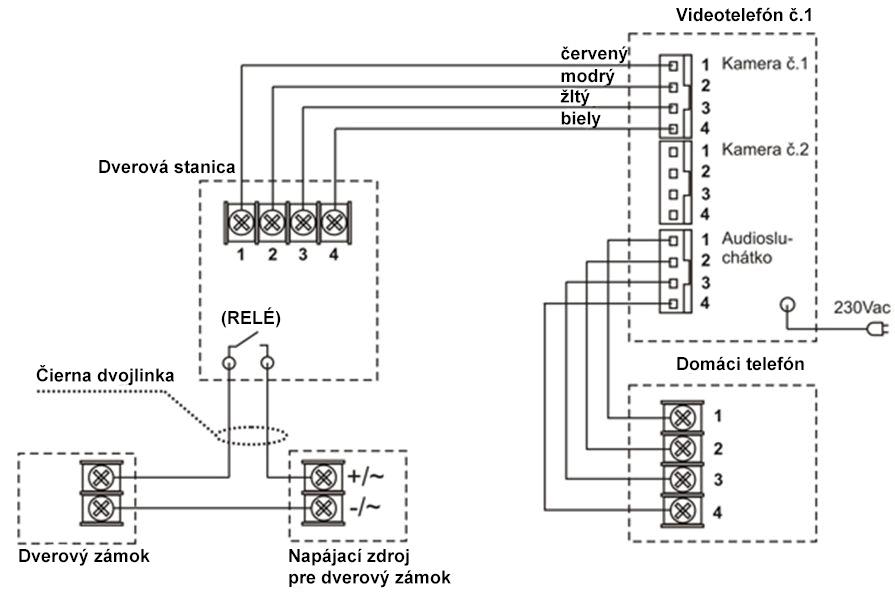 Videotelefón č.1
červený
modrý
žltý
biely
1 Kamera č.1
2
3
4
1 Kamera č.2
2
3
4
1 Audioslu-
2 chátko
3
4
230Vac
Dverová stanica
1 2 3 4
(RELÉ)
Čierna dvojlinka
Domáci telefón
1
2
3
4
+/~
-/~
Dverový zámok
Napájací zdroj
pre dverový zámok